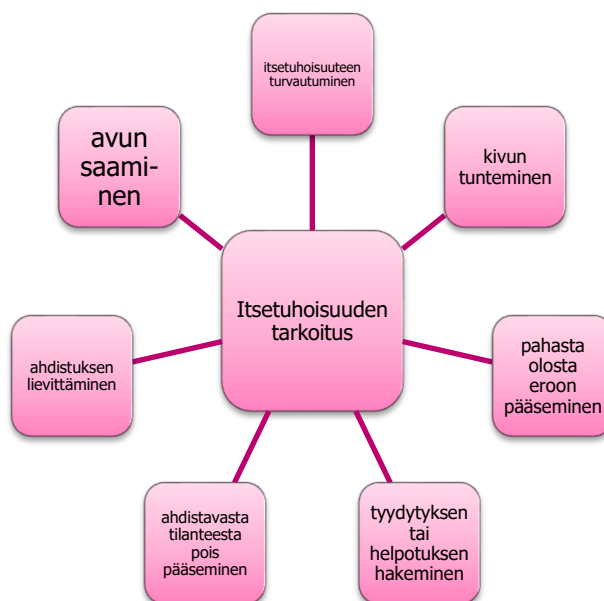 itsetuhoisuuteen
turvautuminen
avun
saami-
nen
kivun
tunteminen
Itsetuhoisuuden
tarkoitus
ahdistuksen
lievittäminen
pahasta
olosta
eroon
pääseminen
ahdistavasta
tilanteesta
pois
pääseminen
tyydytyksen
tai
helpotuksen
hakeminen